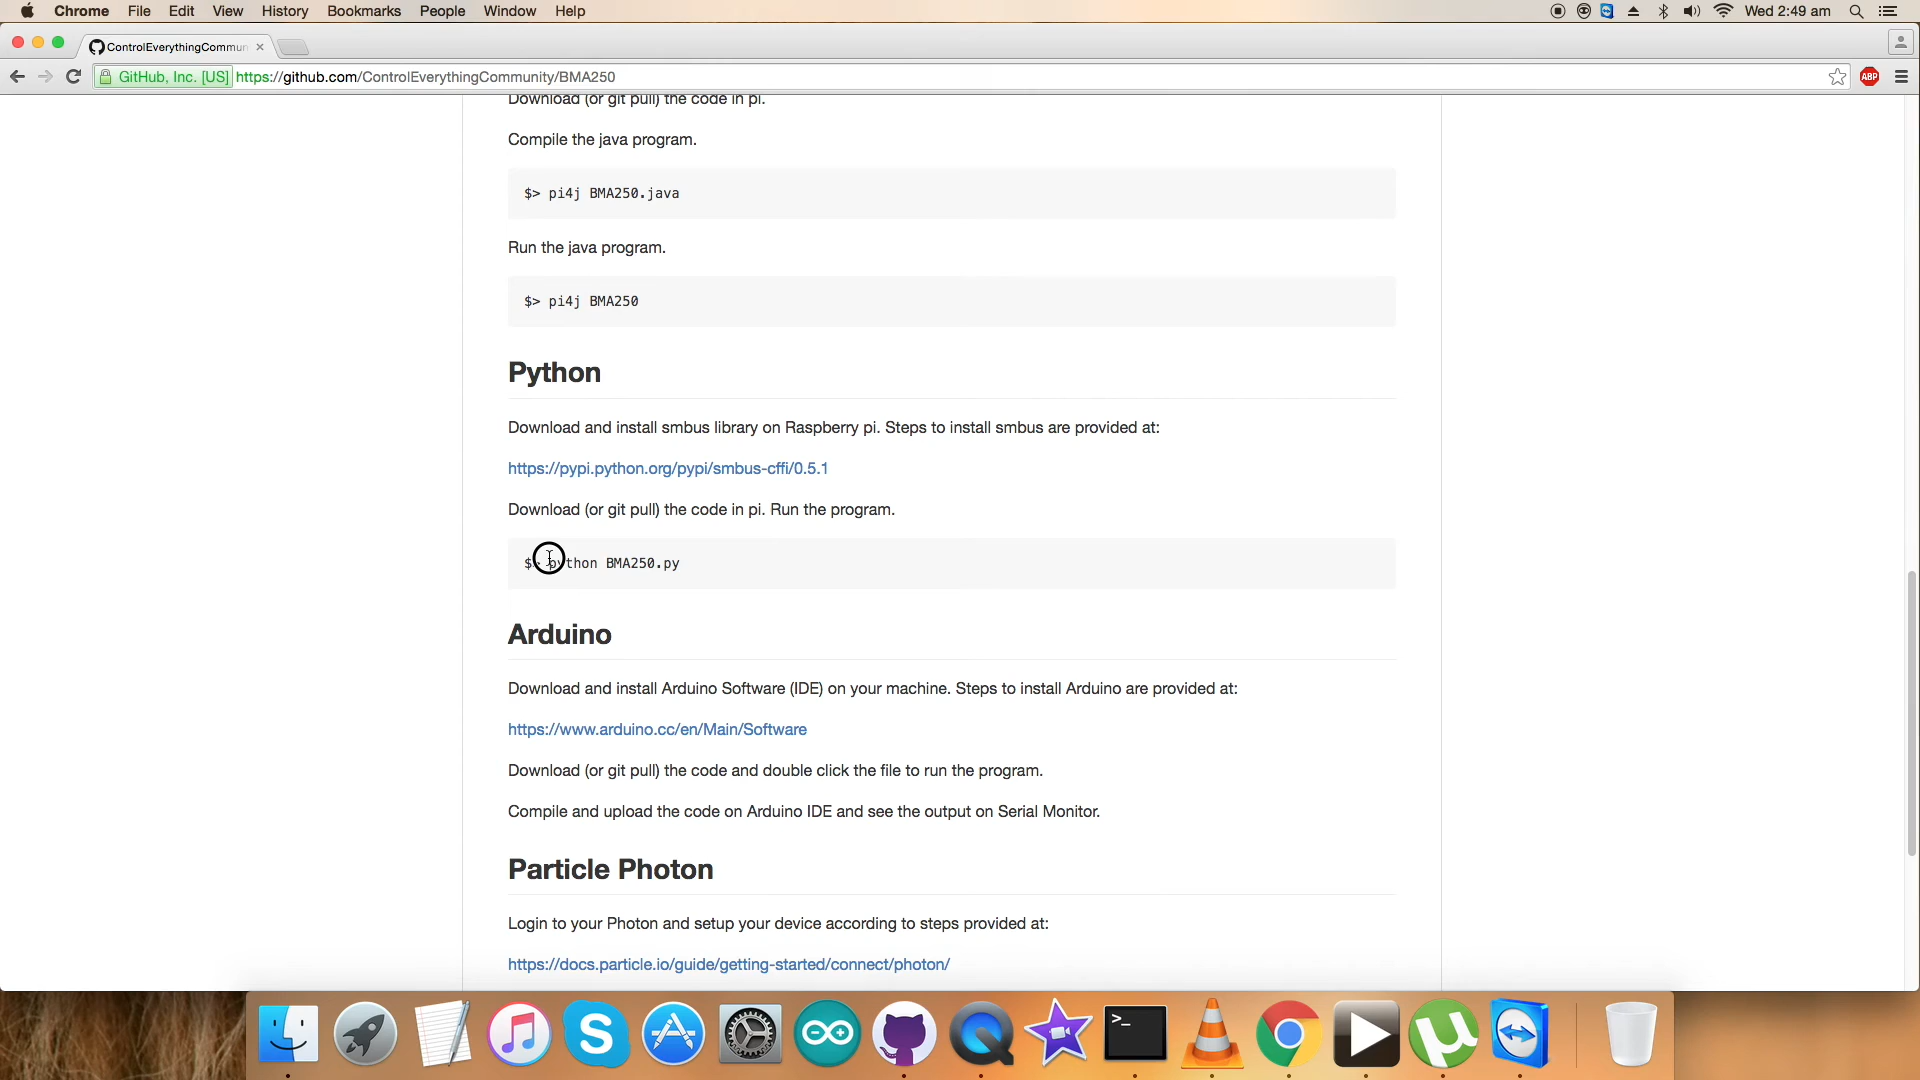 Chrome File Edit View History Bookmarks People Window Help Wed 2:49 am
ControlEverythingCommun
GitHub, Inc. [US] https://github.com/ControlEverythingCommunity/BMA250 ABP
Download (or git pull) the code in pi.
Compile the java program.
$> pi4j BMA250.java
Run the java program.
$> pi4j BMA250
Python
Download and install smbus library on Raspberry pi. Steps to install smbus are provided at:
https://pypi.python.org/pypi/smbus-cffi/0.5.1
Download (or git pull) the code in pi. Run the program.
$> python BMA250.py
Arduino
Download and install Arduino Software (IDE) on your machine. Steps to install Arduino are provided at:
https://www.arduino.cc/en/Main/Software
Download (or git pull) the code and double click the file to run the program.
Compile and upload the code on Arduino IDE and see the output on Serial Monitor.
Particle Photon
Login to your Photon and setup your device according to steps provided at:
https://docs.particle.io/guide/getting-started/connect/photon/